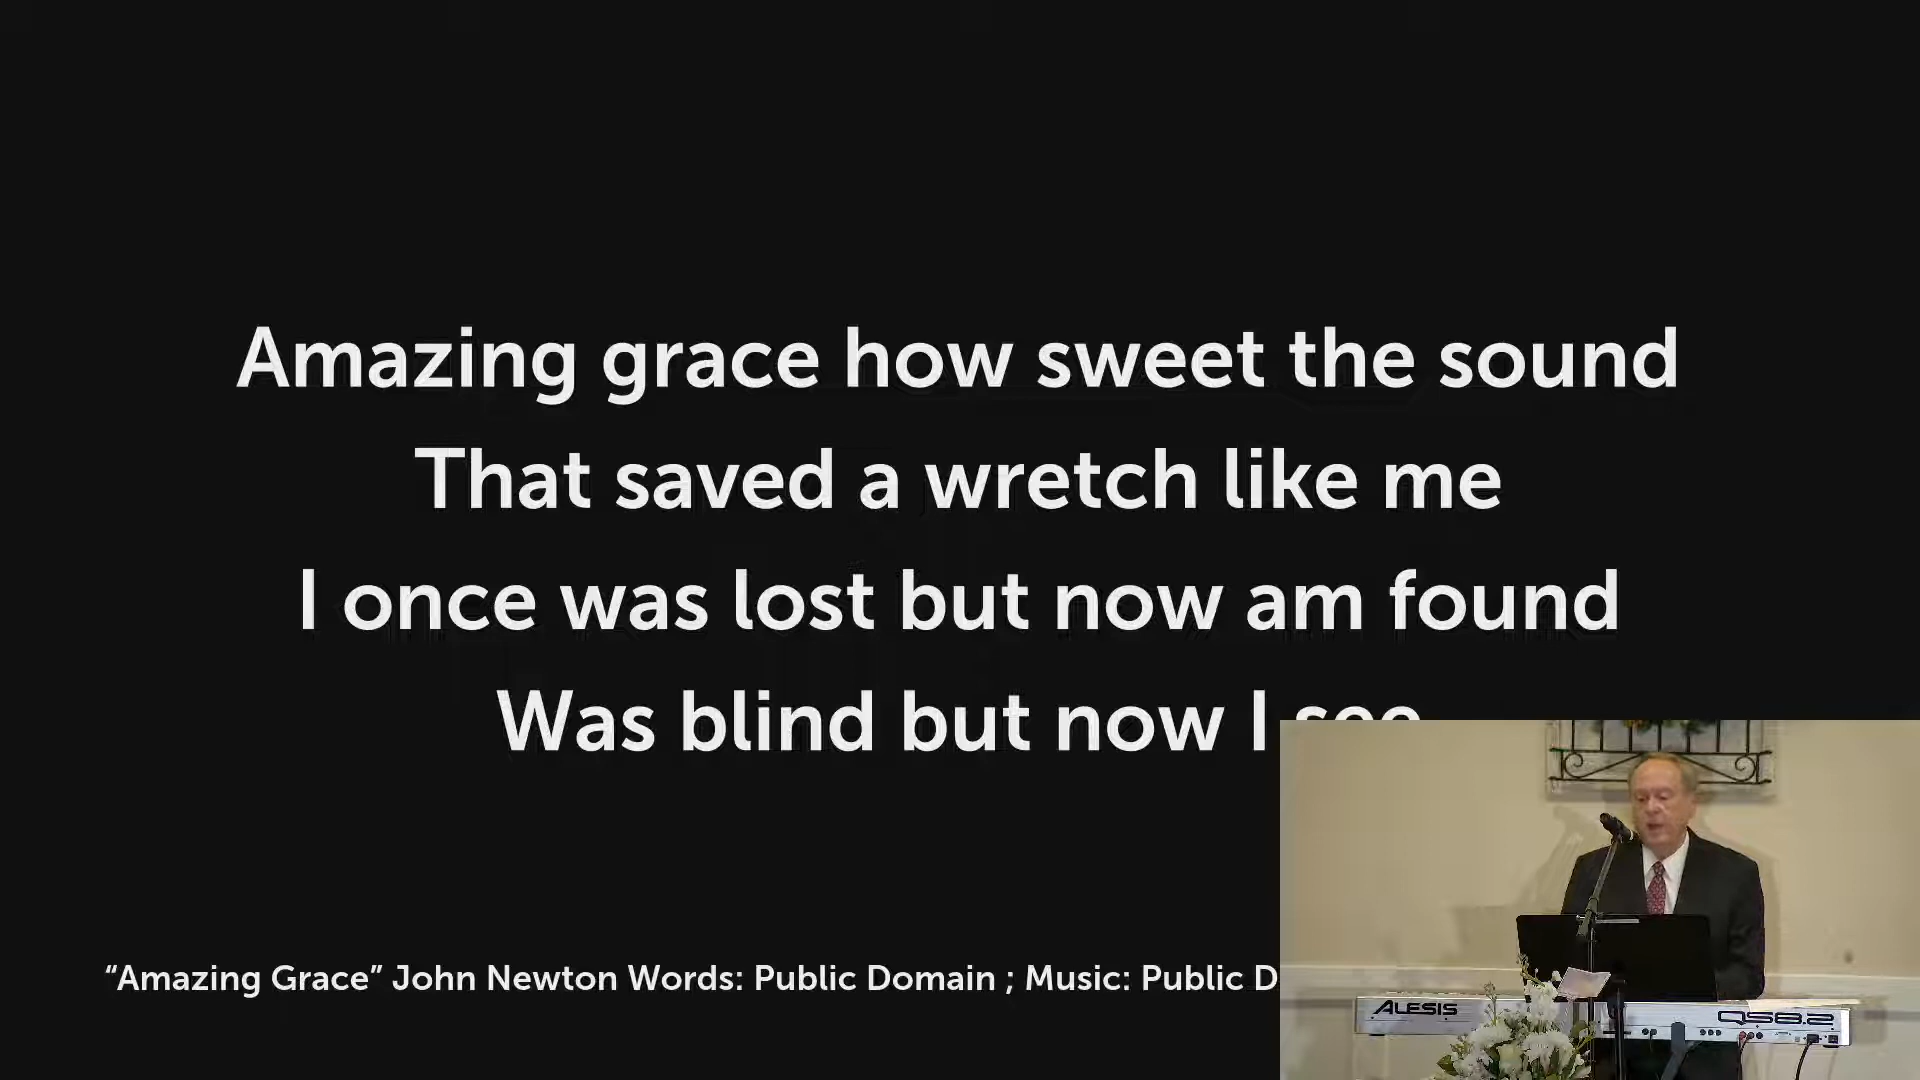 Amazing grace how sweet the sound
That saved a wretch like me
I once was lost but now am found
Was blind but now I see
“Amazing Grace” John Newton Words: Public Domain ; Music: Public D
ALESIS
QS8.2